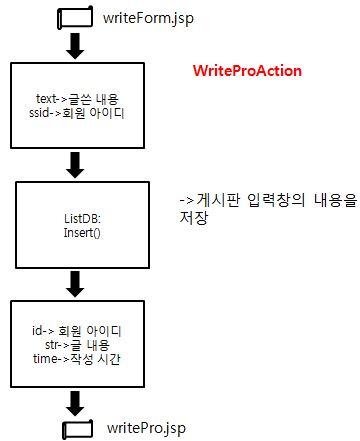 writeForm.jsp
WriteProAction
text->글쓴 내용
ssid->회원 아이디
ListDB:
Insert()
->게시판 입력창의 내용을
저장
id-> 회원 아이디
str->글 내용
time->작성 시간
writePro.jsp